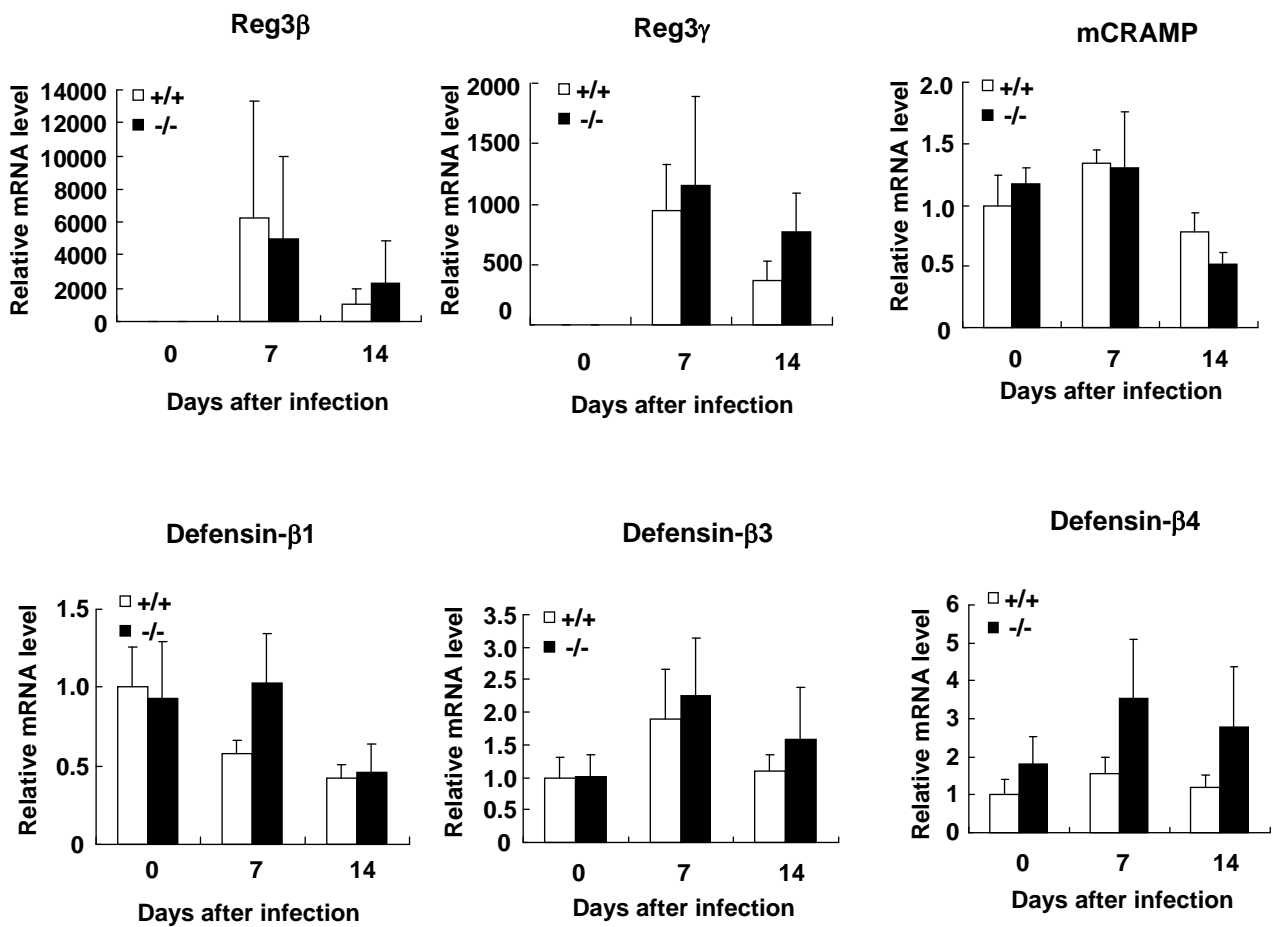 Reg3β
Relative mRNA level
14000
12000
10000
8000
6000
4000
2000
0
+/+
-/-
0 7 14
Days after infection
Reg3γ
Relative mRNA level
2000
1500
1000
500
0
+/+
-/-
0 7 14
Days after infection
mCRAMP
Relative mRNA level
2.0
1.5
1.0
0.5
0
+/+
-/-
0 7 14
Days after infection
Defensin-β1
Relative mRNA level
1.5
1.0
0.5
0
+/+
-/-
0 7 14
Days after infection
Defensin-β3
Relative mRNA level
3.5
3.0
2.5
2.0
1.5
1.0
0.5
0
+/+
-/-
0 7 14
Days after infection
Defensin-β4
Relative mRNA level
6
5
4
3
2
1
0
+/+
-/-
0 7 14
Days after infection